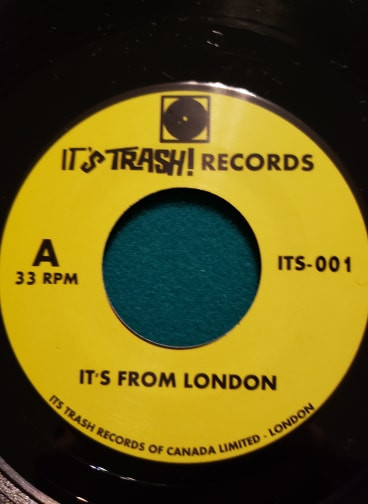 IT'S TRASH! RECORDS
A
33 RPM
ITS-001
IT'S FROM LONDON
ITS TRASH RECORDS OF CANADA LIMITED - LONDON